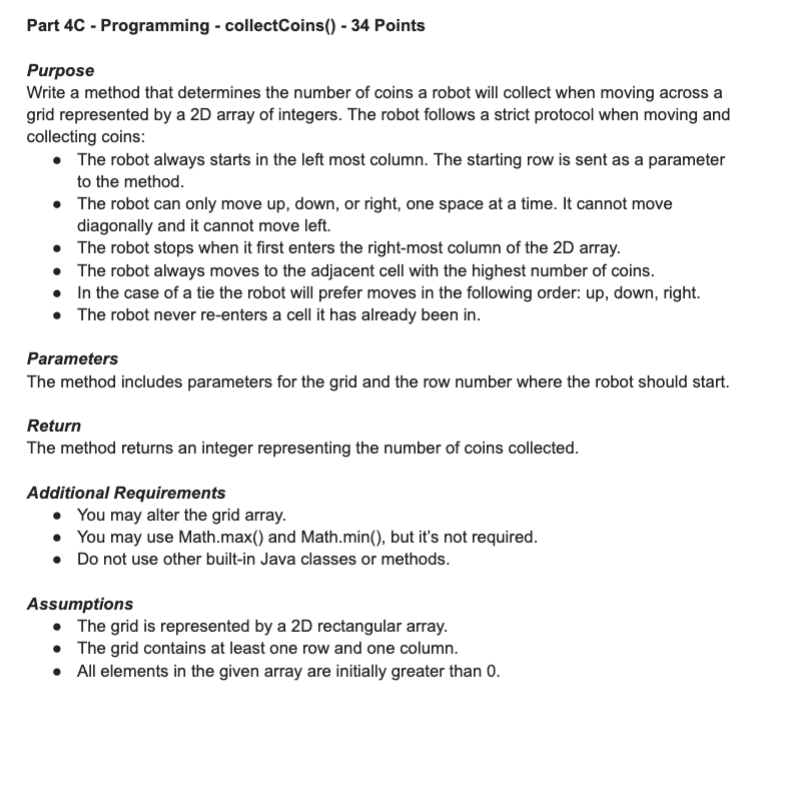 Part 4C - Programming - collectCoins() - 34 Points
Purpose
Write a method that determines the number of coins a robot will collect when moving across a
grid represented by a 2D array of integers. The robot follows a strict protocol when moving and
collecting coins:
● The robot always starts in the left most column. The starting row is sent as a parameter
to the method.
● The robot can only move up, down, or right, one space at a time. It cannot move
diagonally and it cannot move left.
● The robot stops when it first enters the right-most column of the 2D array.
● The robot always moves to the adjacent cell with the highest number of coins.
● In the case of a tie the robot will prefer moves in the following order: up, down, right.
● The robot never re-enters a cell it has already been in.
Parameters
The method includes parameters for the grid and the row number where the robot should start.
Return
The method returns an integer representing the number of coins collected.
Additional Requirements
● You may alter the grid array.
● You may use Math.max() and Math.min(), but it's not required.
● Do not use other built-in Java classes or methods.
Assumptions
● The grid is represented by a 2D rectangular array.
● The grid contains at least one row and one column.
● All elements in the given array are initially greater than 0.